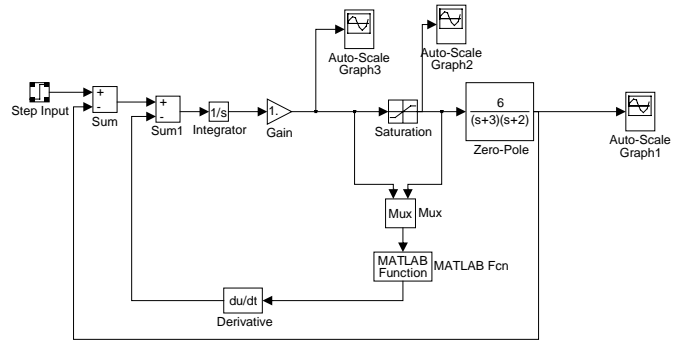 Auto-Scale
Graph3
Auto-Scale
Graph2
Step Input
+
-
Sum
+
-
Sum1
1/s
Integrator
1.
Gain
Saturation
6
(s+3)(s+2)
Zero-Pole
Auto-Scale
Graph1
Mux
Mux
MATLAB
Function
MATLAB Fcn
du/dt
Derivative